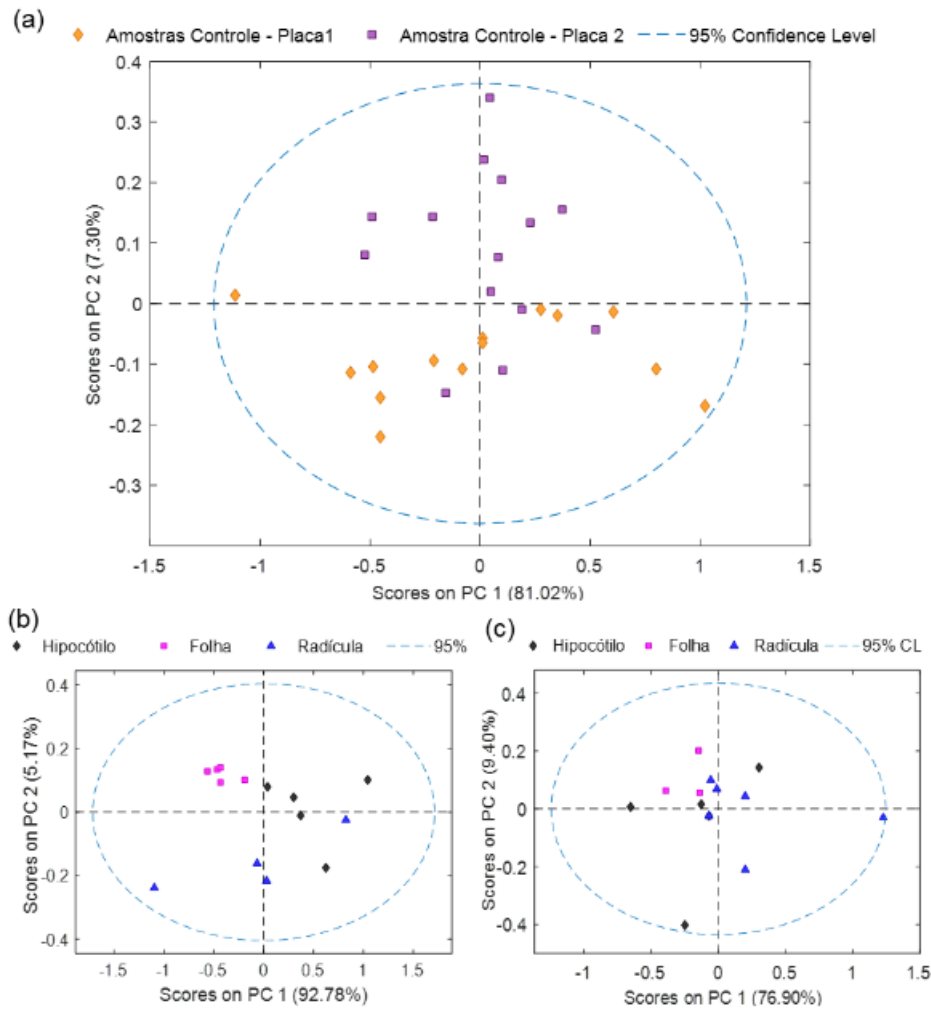 (a)
Amostras Controle - Placa1 Amostra Controle - Placa 2 95% Confidence Level
0.4
0.3
0.2
0.1
0
-0.1
-0.2
-0.3
Scores on PC 2 (7.30%)
-1.5 -1 -0.5 0 0.5 1 1.5
Scores on PC 1 (81.02%)
(b)
Hipocótilo Folha Radícula 95%
0.4
0.2
0
-0.2
-0.4
Scores on PC 2 (5.17%)
-1.5 -1 -0.5 0 0.5 1 1.5
Scores on PC 1 (92.78%)
(c)
Hipocótilo Folha Radícula 95% CL
0.4
0.2
0
-0.2
-0.4
Scores on PC 2 (9.40%)
-1 -0.5 0 0.5 1 1.5
Scores on PC 1 (76.90%)